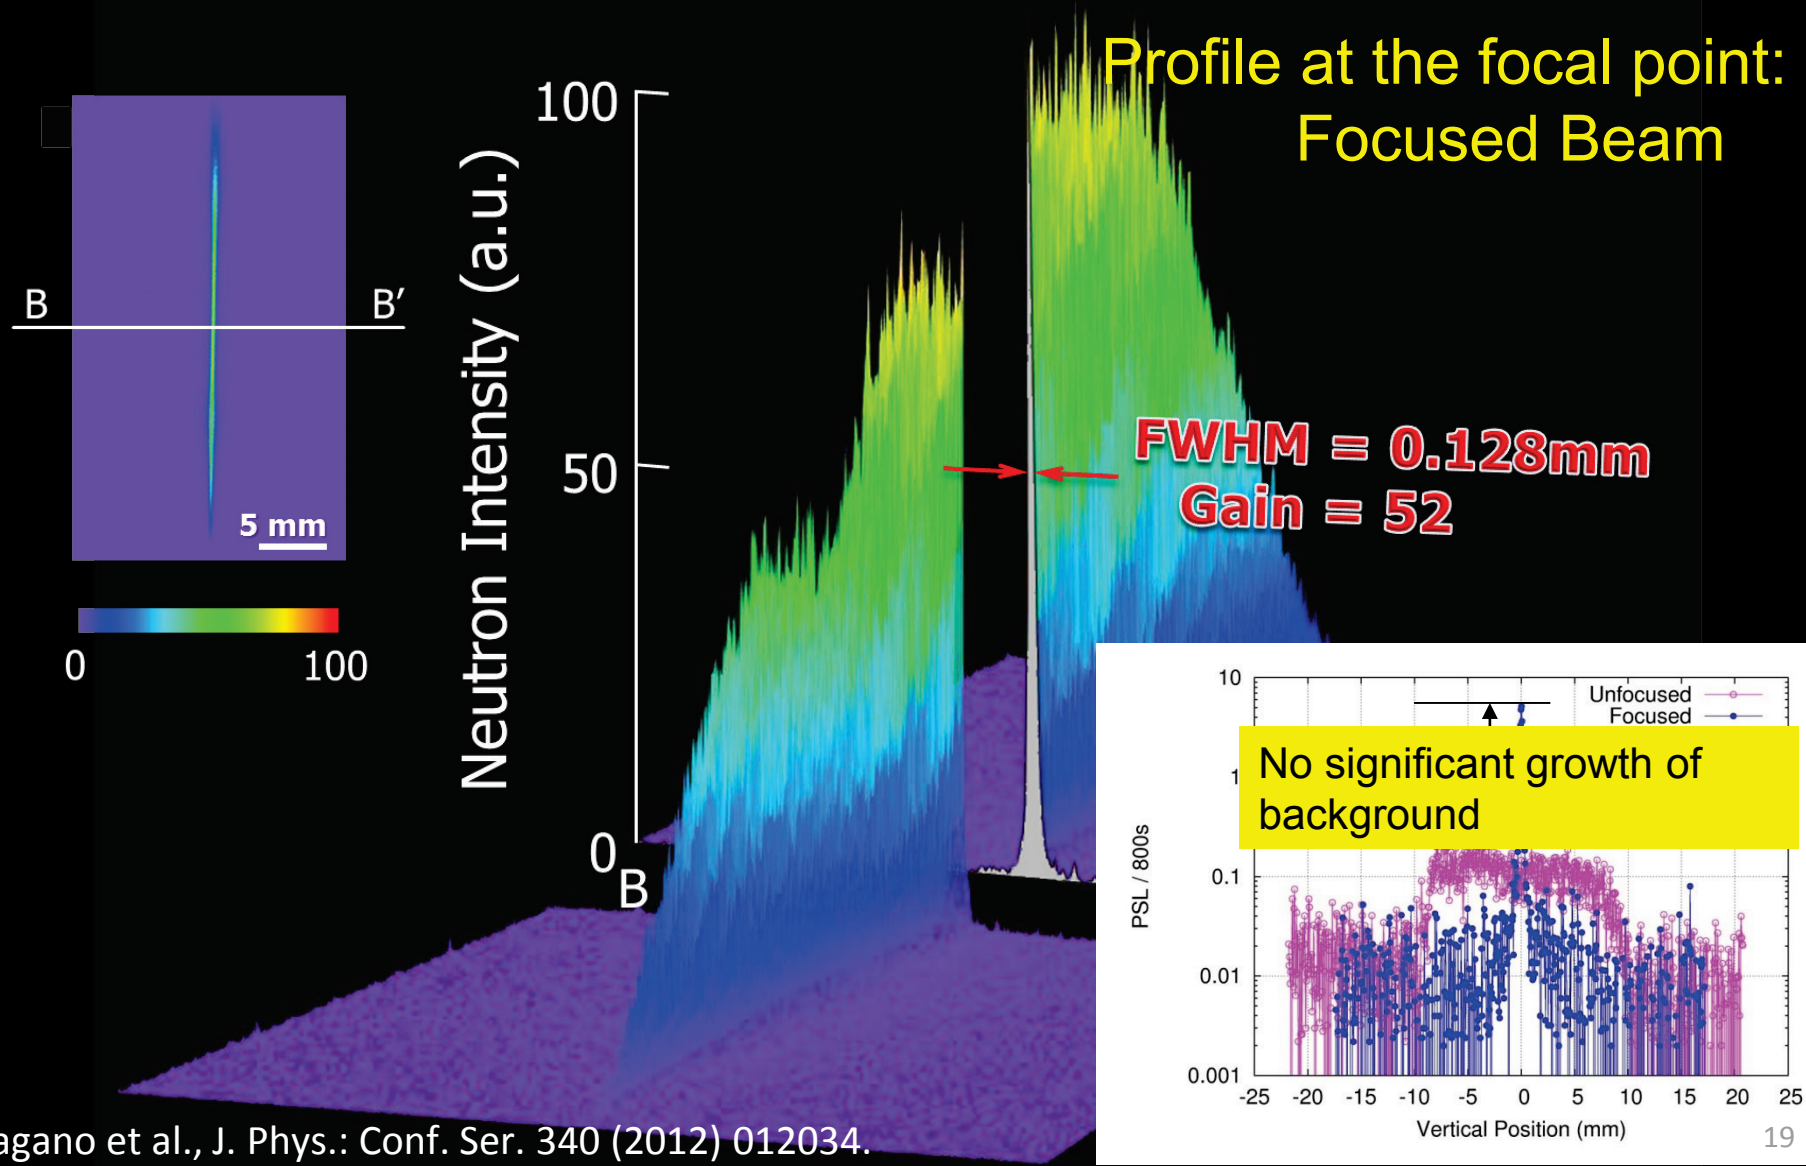 Profile at the focal point:
Focused Beam
B
B′
5 mm
0
100
Neutron Intensity (a.u.)
100
50
0
B
FWHM = 0.128mm
Gain = 52
10
1
0.1
0.01
0.001
PSL / 800s
Unfocused
Focused
No significant growth of
background
-25 -20 -15 -10 -5 0 5 10 15 20 25
Vertical Position (mm)
agano et al., J. Phys.: Conf. Ser. 340 (2012) 012034.
19